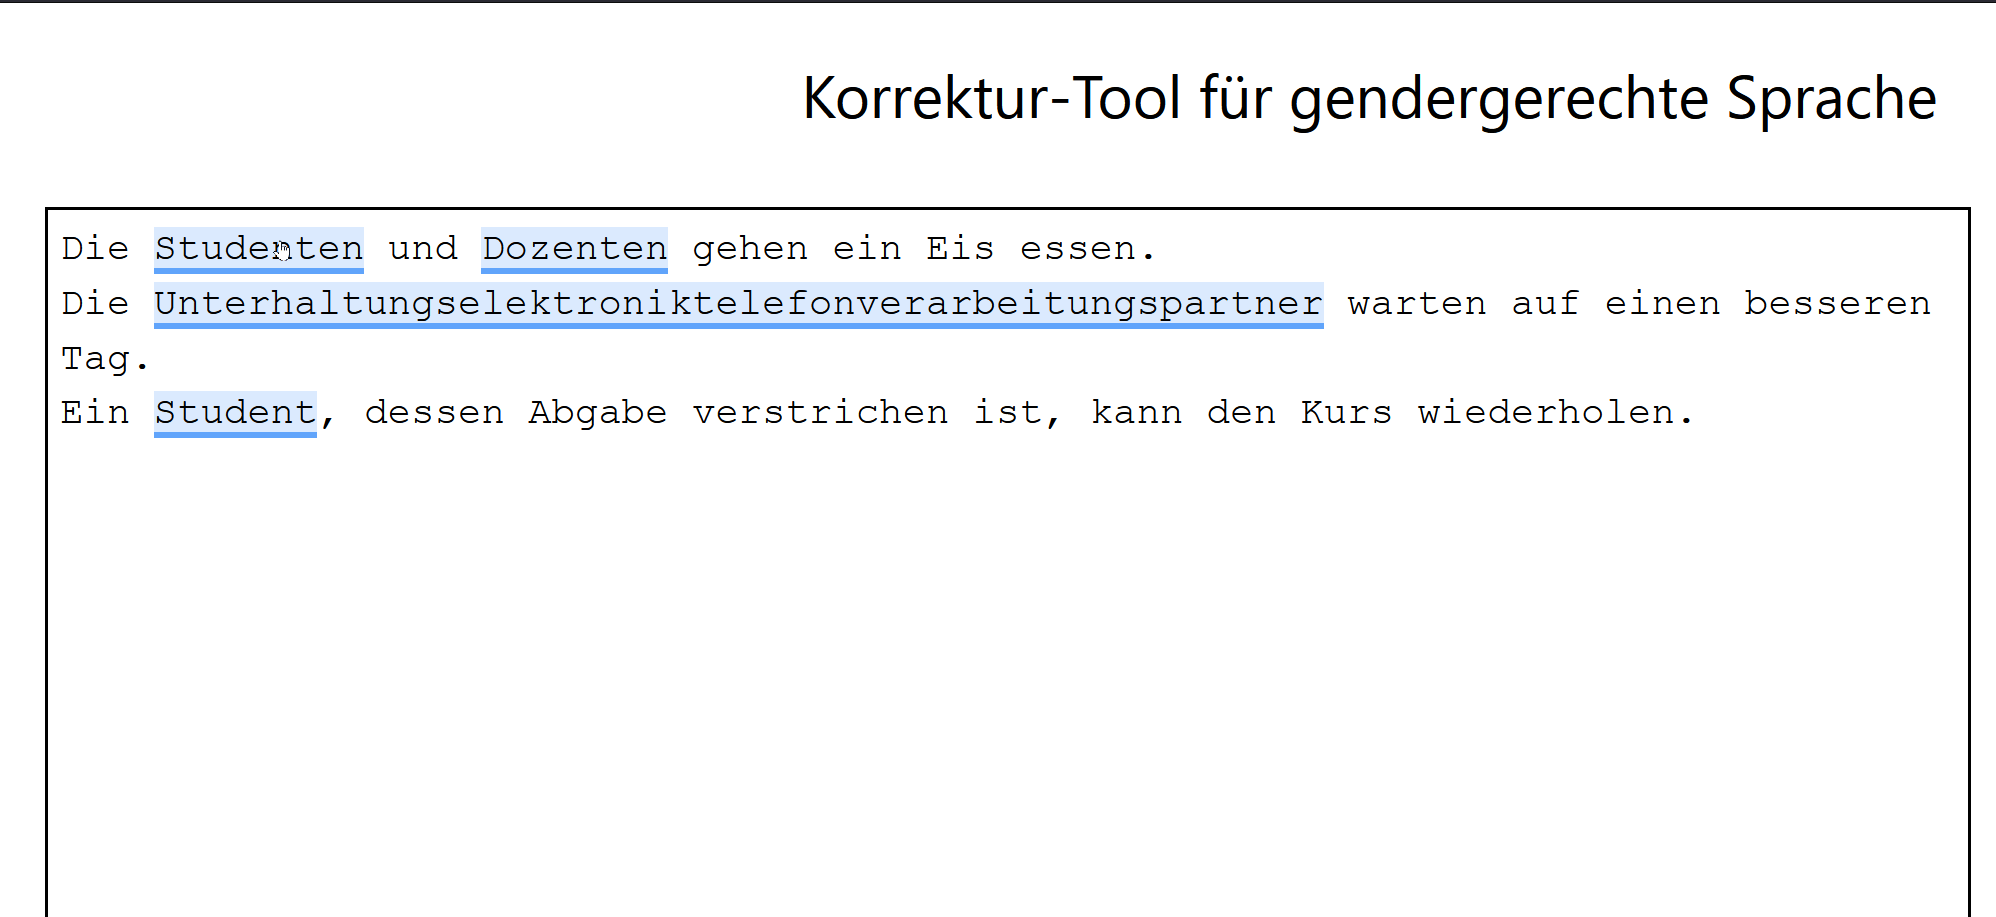 Korrektur-Tool für gendergerechte Sprache
Die Studenten und Dozenten gehen ein Eis essen.
Die Unterhaltungselektroniktelefonverarbeitungspartner warten auf einen besseren
Tag.
Ein Student, dessen Abgabe verstrichen ist, kann den Kurs wiederholen.